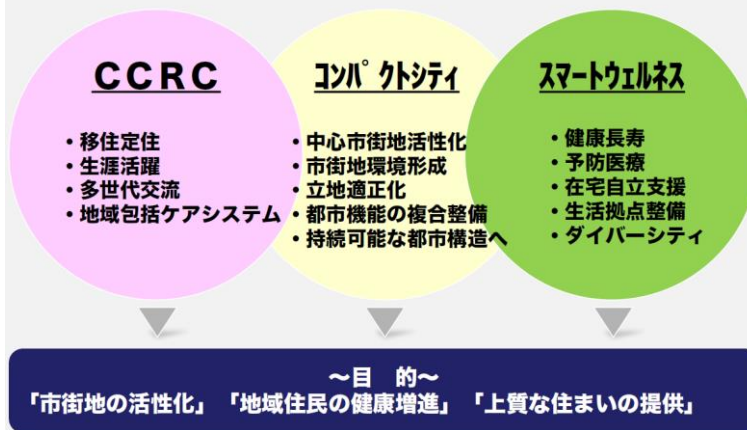 CCRC
・移住定住
・生涯活躍
・多世代交流
・地域包括ケアシステム
コンパクトシティ
・中心市街地活性化
・市街地環境形成
・立地適正化
・都市機能の複合整備
・持続可能な都市構造へ
スマートウェルネス
・健康長寿
・予防医療
・在宅自立支援
・生活拠点整備
・ダイバーシティ
～目　的～
「市街地の活性化」「地域住民の健康増進」「上質な住まいの提供」